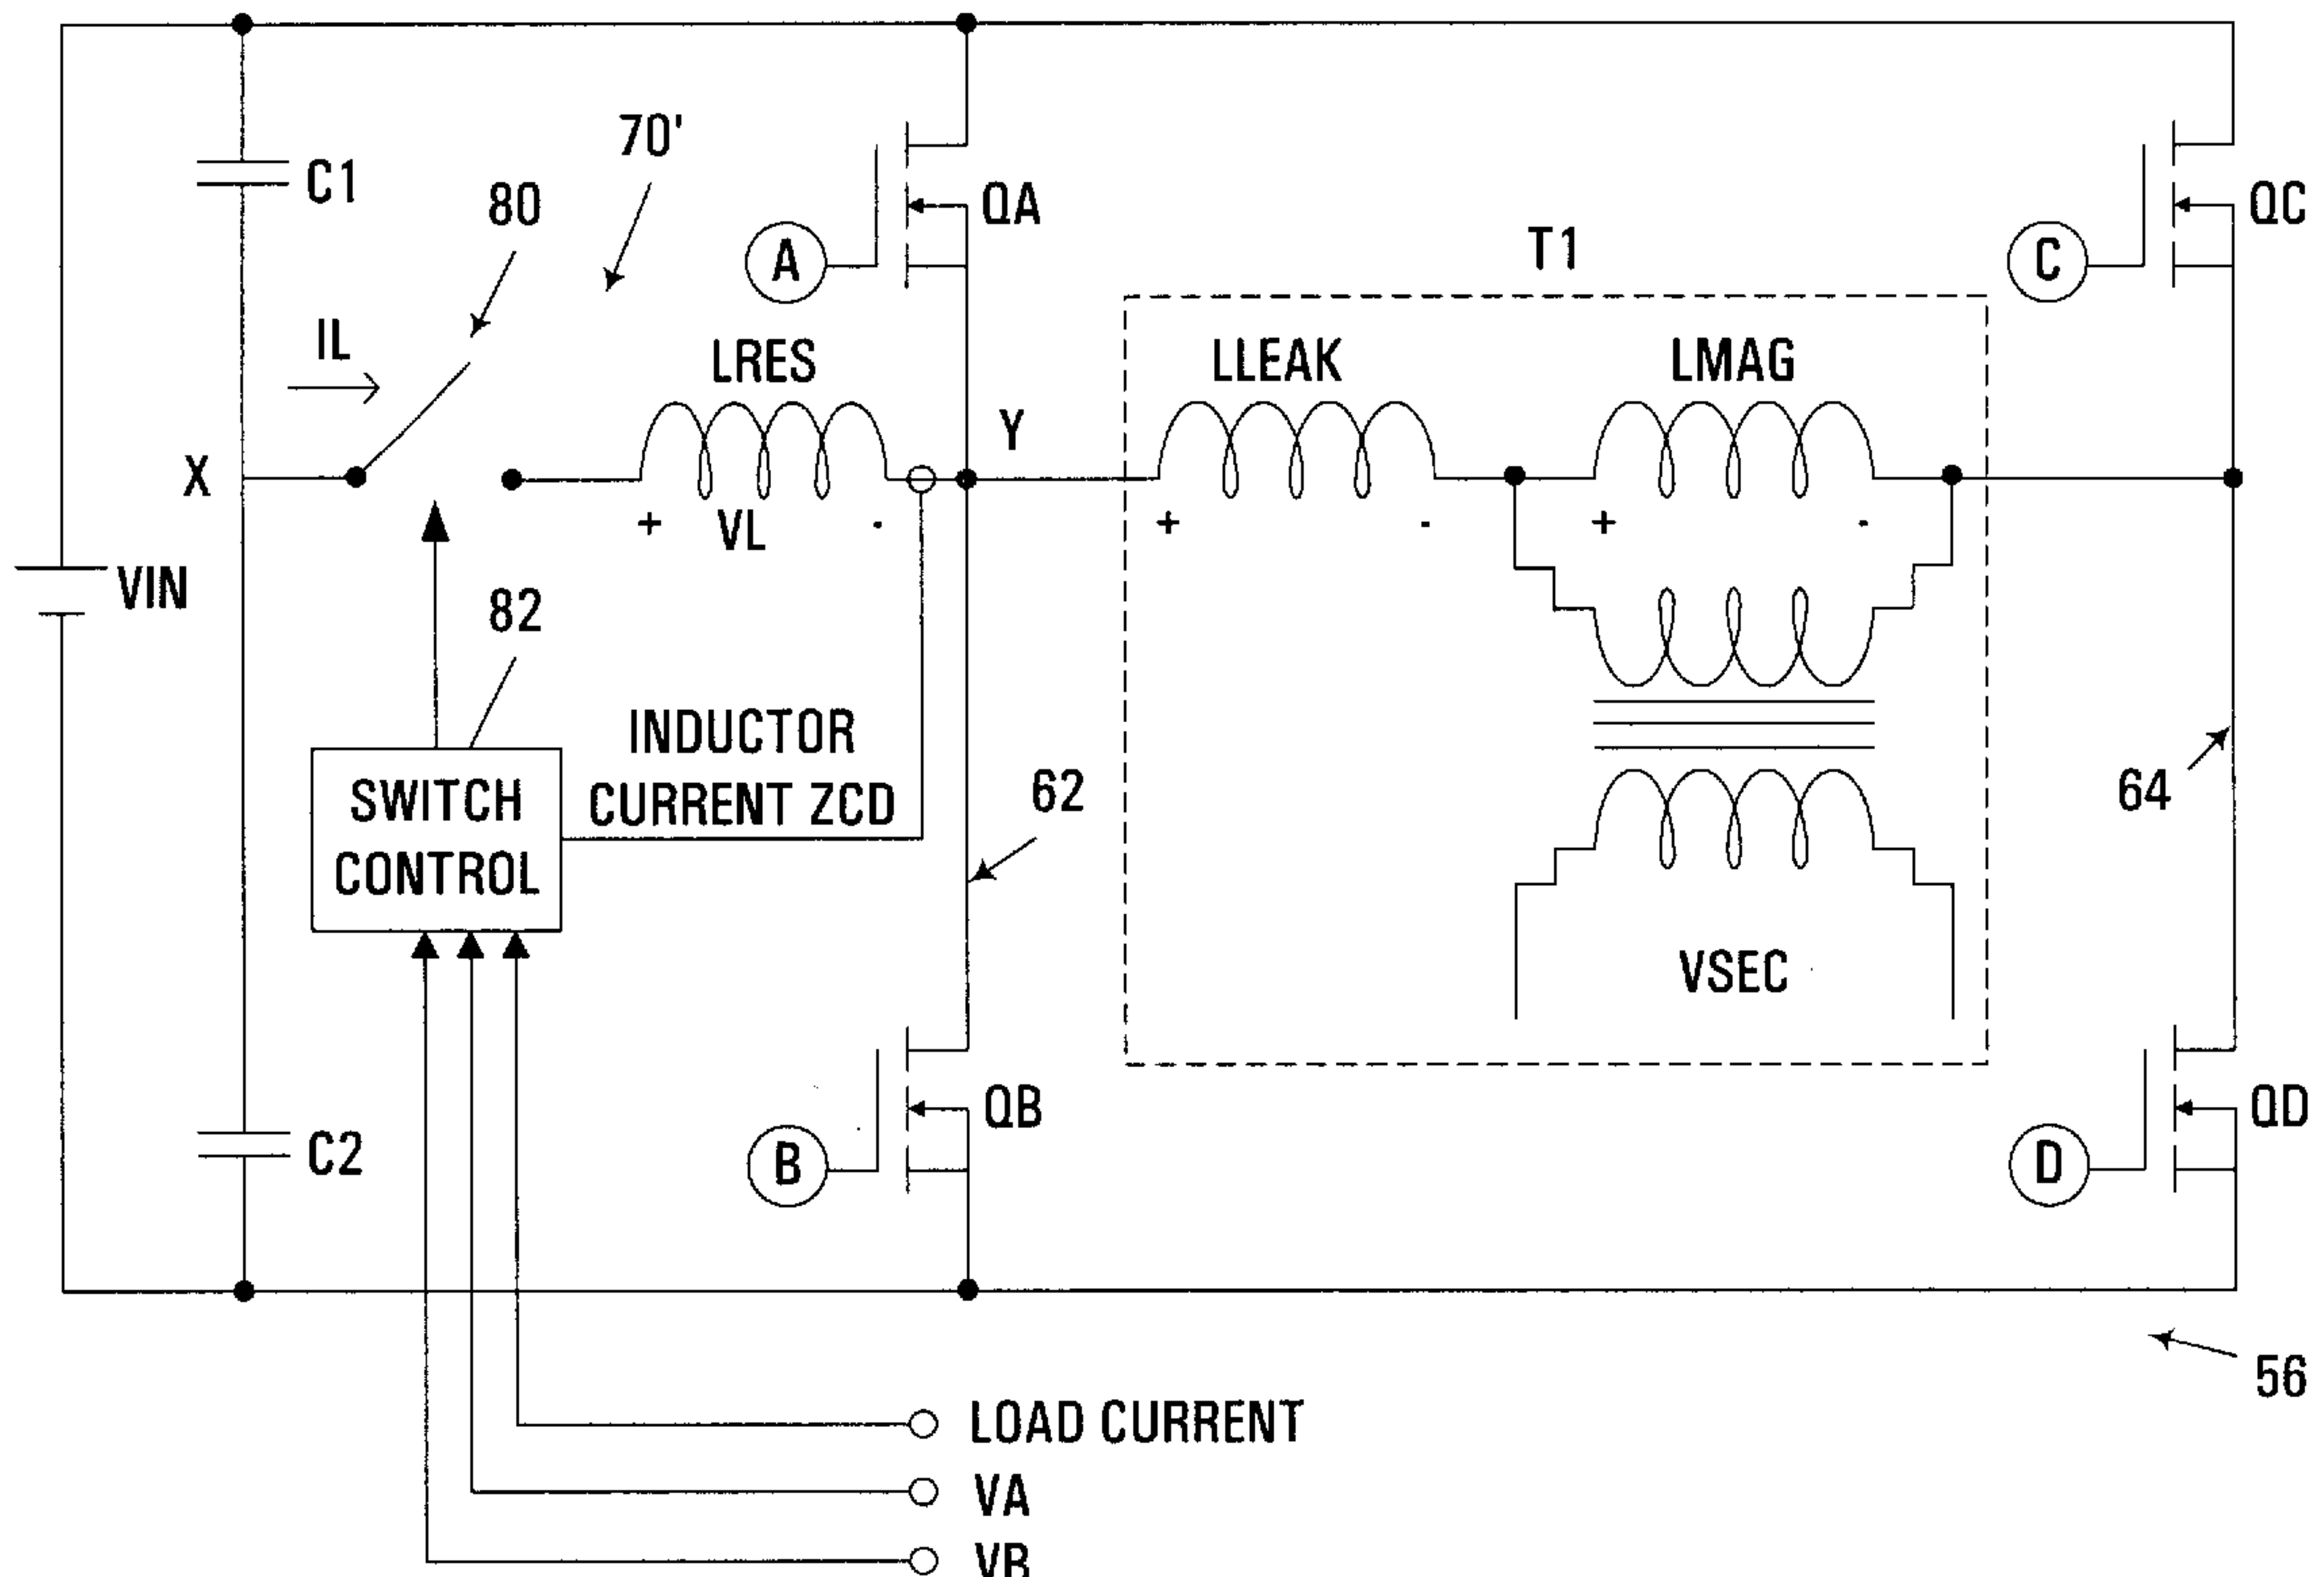 C1
80
70'
QA
A
T1
C
QC
IL
LRES
LLEAK
LMAG
X
Y
+ VL -
+ -
+ -
VIN
82
INDUCTOR
CURRENT ZCD
SWITCH
CONTROL
62
64
VSEC
C2
B
QB
D
QD
56
LOAD CURRENT
VA
VB